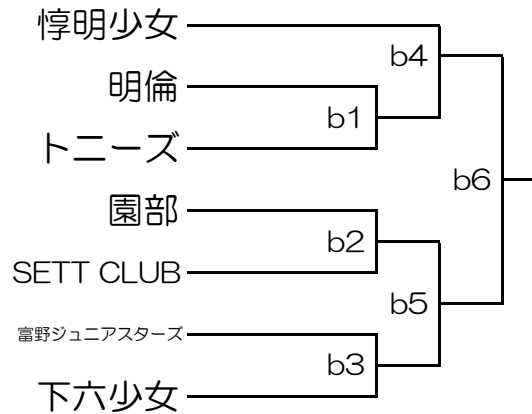 惇明少女
b4
明倫
b1
トニーズ
b6
園部
b2
SETT CLUB
b5
富野ジュニアスターズ
b3
下六少女